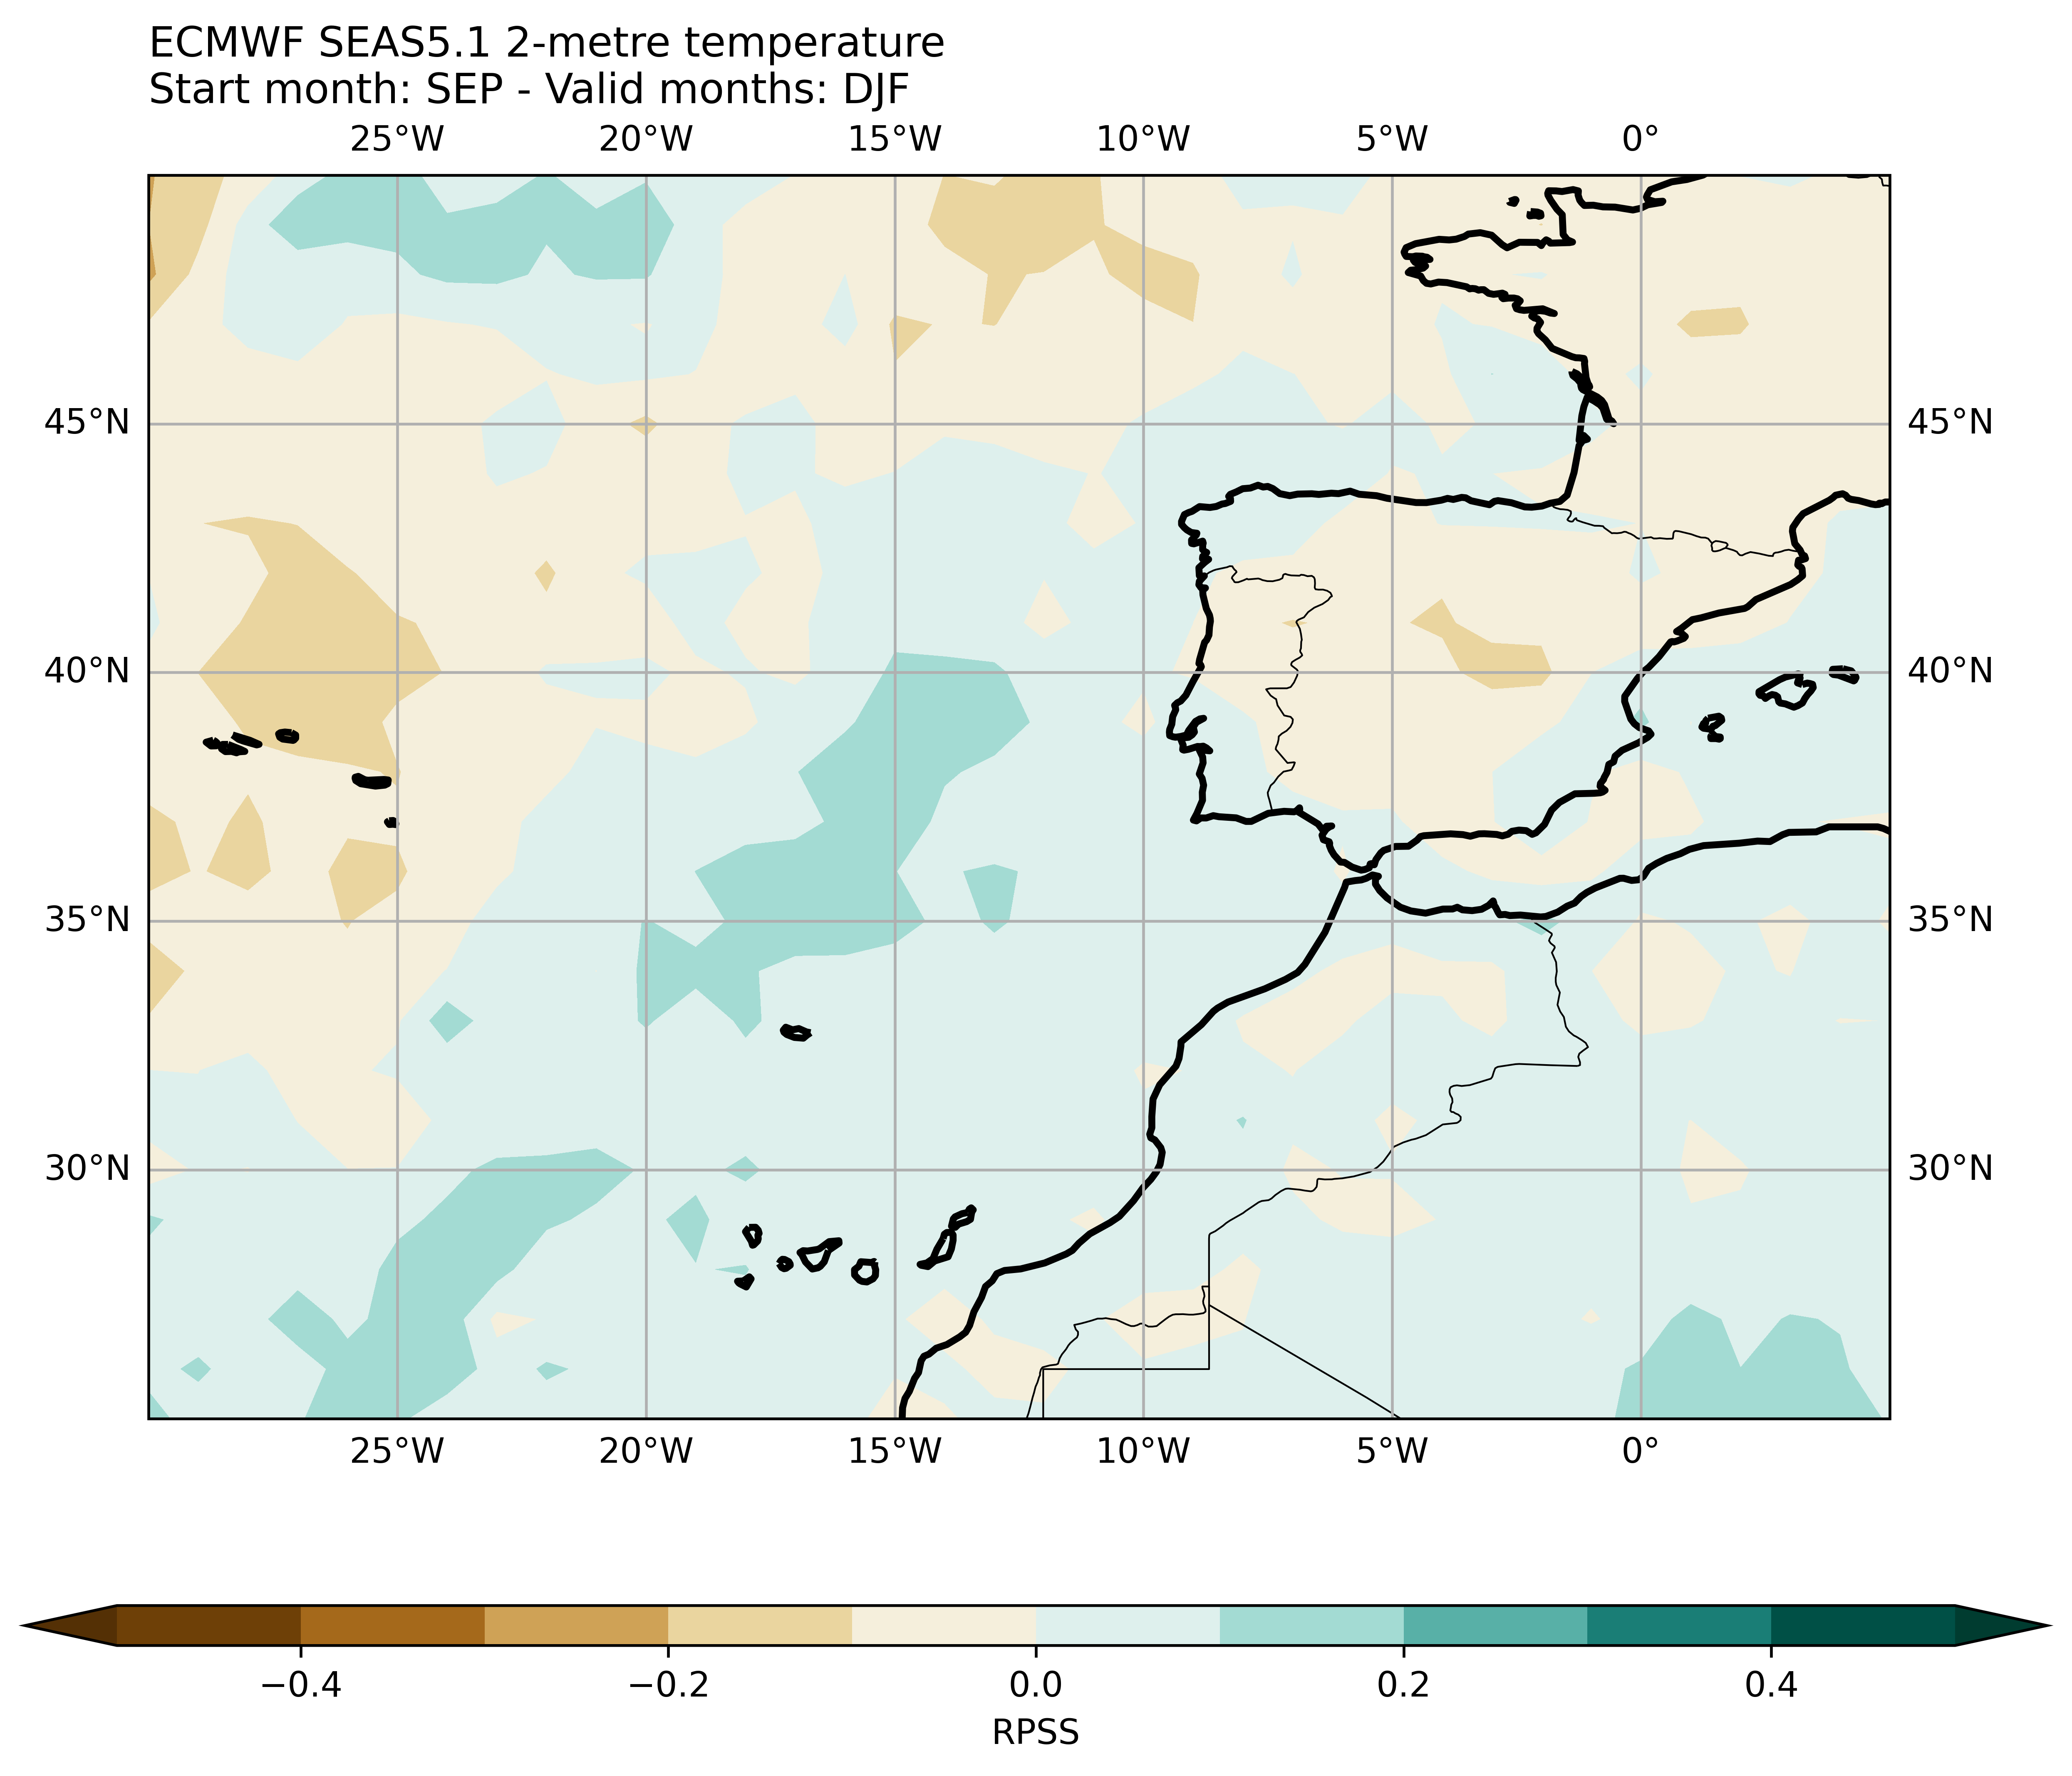 ECMWF SEAS5.1 2-metre temperature
Start month: SEP - Valid months: DJF
25°W 20°W 15°W 10°W 5°W 0°
45°N 45°N
40°N 40°N
35°N 35°N
30°N 30°N
25°W 20°W 15°W 10°W 5°W 0°
−0.4 −0.2 0.0 0.2 0.4
RPSS